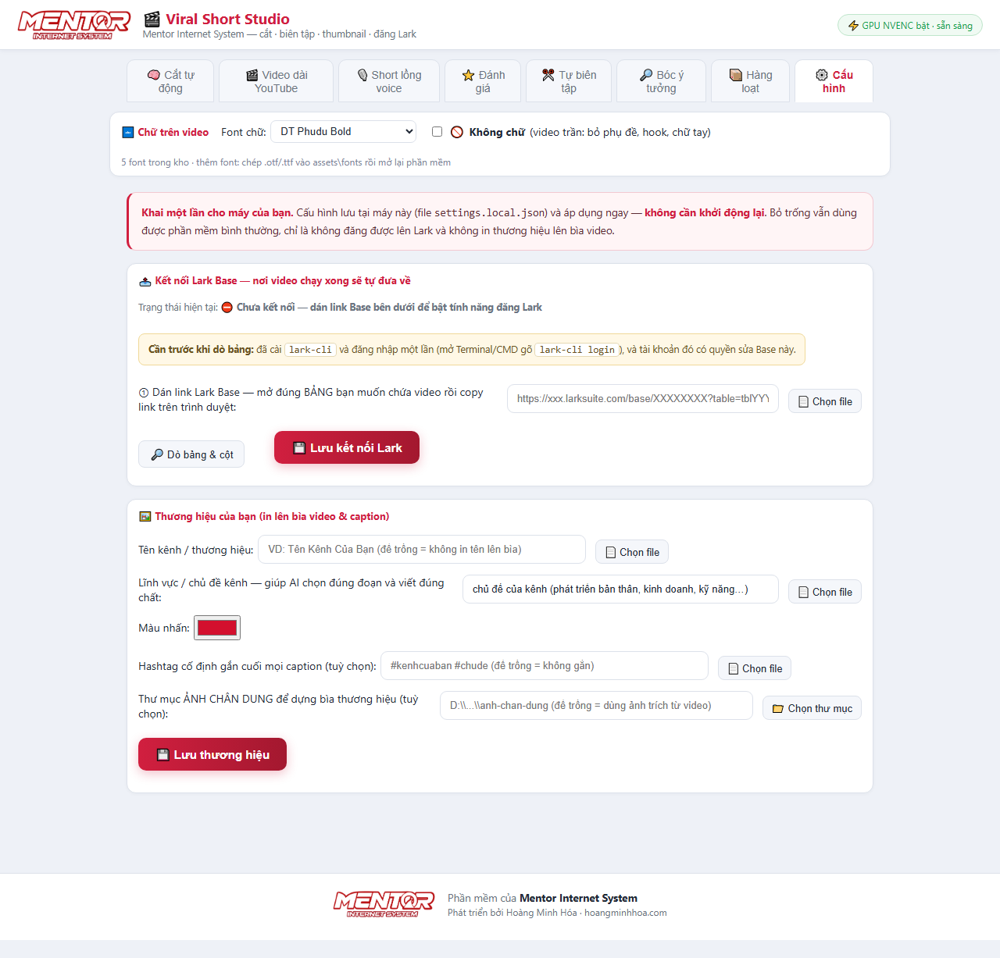 MENTOR
INTERNET SYSTEM
Viral Short Studio
Mentor Internet System — cắt · biên tập · thumbnail · đăng Lark
GPU NVENC bật · sẵn sàng
Cắt tự động
Video dài YouTube
Short lồng voice
Đánh giá
Tự biên tập
Bóc ý tưởng
Hàng loạt
Cấu hình
Chữ trên video
Font chữ:
DT Phudu Bold
Không chữ (video trần: bỏ phụ đề, hook, chữ tay)
5 font trong kho · thêm font: chép .otf/.ttf vào assets\fonts rồi mở lại phần mềm
Khai một lần cho máy của bạn. Cấu hình lưu tại máy này (file settings.local.json) và áp dụng ngay — không cần khởi động lại. Bỏ trống vẫn dùng
được phần mềm bình thường, chỉ là không đăng được lên Lark và không in thương hiệu lên bìa video.
Kết nối Lark Base — nơi video chạy xong sẽ tự đưa về
Trạng thái hiện tại: Chưa kết nối — dán link Base bên dưới để bật tính năng đăng Lark
Cần trước khi dò bảng: đã cài lark-cli và đăng nhập một lần (mở Terminal/CMD gõ lark-cli login), và tài khoản đó có quyền sửa Base này.
① Dán link Lark Base — mở đúng BẢNG bạn muốn chứa video rồi copy
link trên trình duyệt:
https://xxx.larksuite.com/base/XXXXXXXX?table=tblYYY
Chọn file
Dò bảng & cột
Lưu kết nối Lark
Thương hiệu của bạn (in lên bìa video & caption)
Tên kênh / thương hiệu:
VD: Tên Kênh Của Bạn (để trống = không in tên lên bìa)
Chọn file
Lĩnh vực / chủ đề kênh — giúp AI chọn đúng đoạn và viết đúng
chất:
chủ đề của kênh (phát triển bản thân, kinh doanh, kỹ năng…)
Chọn file
Màu nhấn:
Hashtag cố định gắn cuối mọi caption (tuỳ chọn):
#kenhcuaban #chude (để trống = không gắn)
Chọn file
Thư mục ẢNH CHÂN DUNG để dựng bìa thương hiệu (tuỳ
chọn):
D:\\...\\anh-chan-dung (để trống = dùng ảnh trích từ video)
Chọn thư mục
Lưu thương hiệu
MENTOR
INTERNET SYSTEM
Phần mềm của Mentor Internet System
Phát triển bởi Hoàng Minh Hóa · hoangminhhoa.com